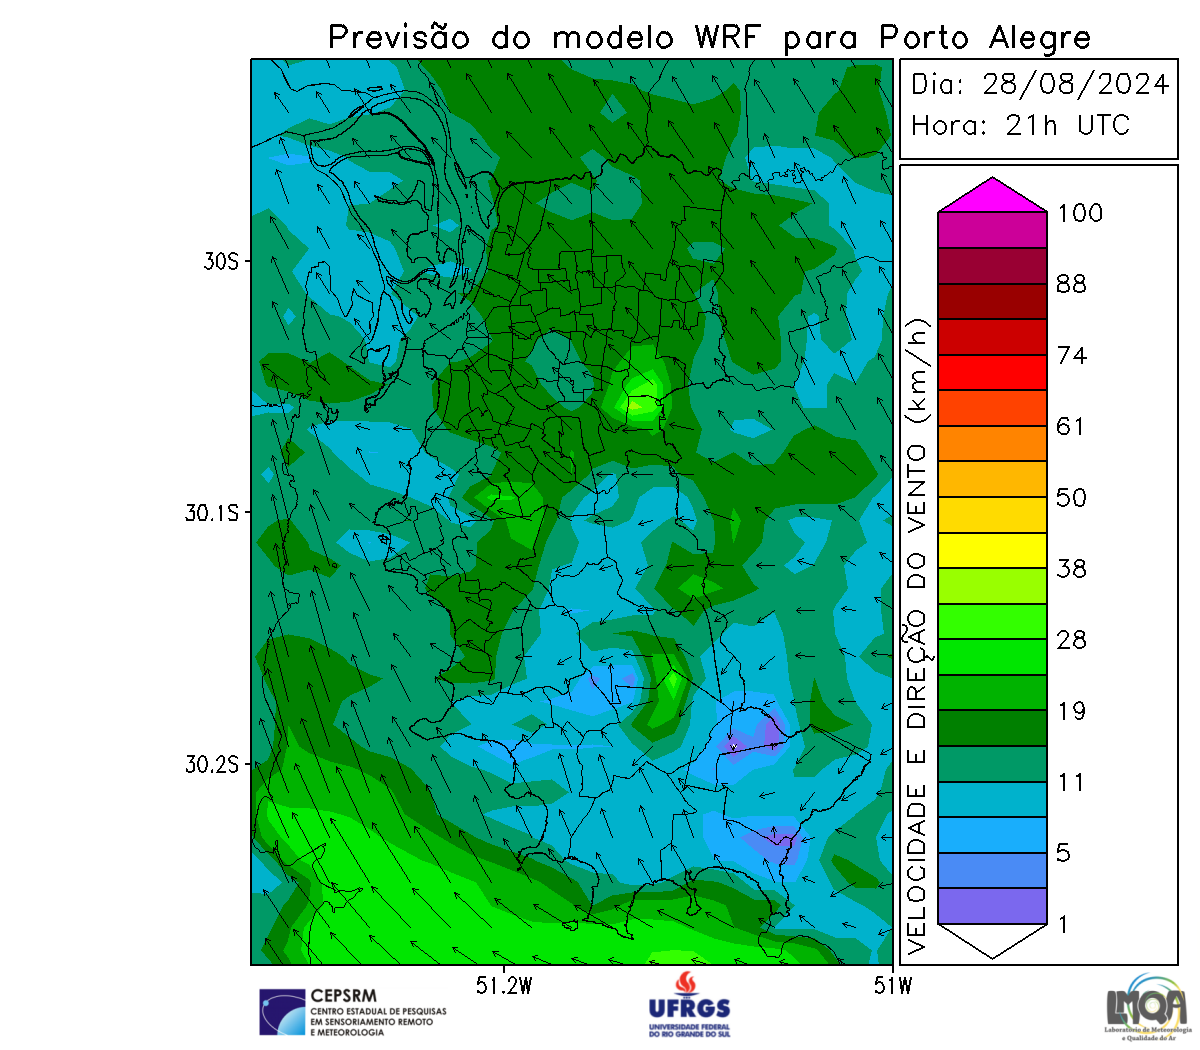 Previsão do modelo WRF para Porto Alegre
Dia: 28/08/2024
Hora: 21h UTC
30S
30.1S
30.2S
51.2W
51W
VELOCIDADE E DIREÇÃO DO VENTO (km/h)
100
88
74
61
50
38
28
19
11
5
1
CEPSRM
CENTRO ESTADUAL DE PESQUISAS
EM SENSORIAMENTO REMOTO
E METEOROLOGIA
UFRGS
UNIVERSIDADE FEDERAL
DO RIO GRANDE DO SUL
LMQA
Laboratório de Meteorologia
e Qualidade do Ar